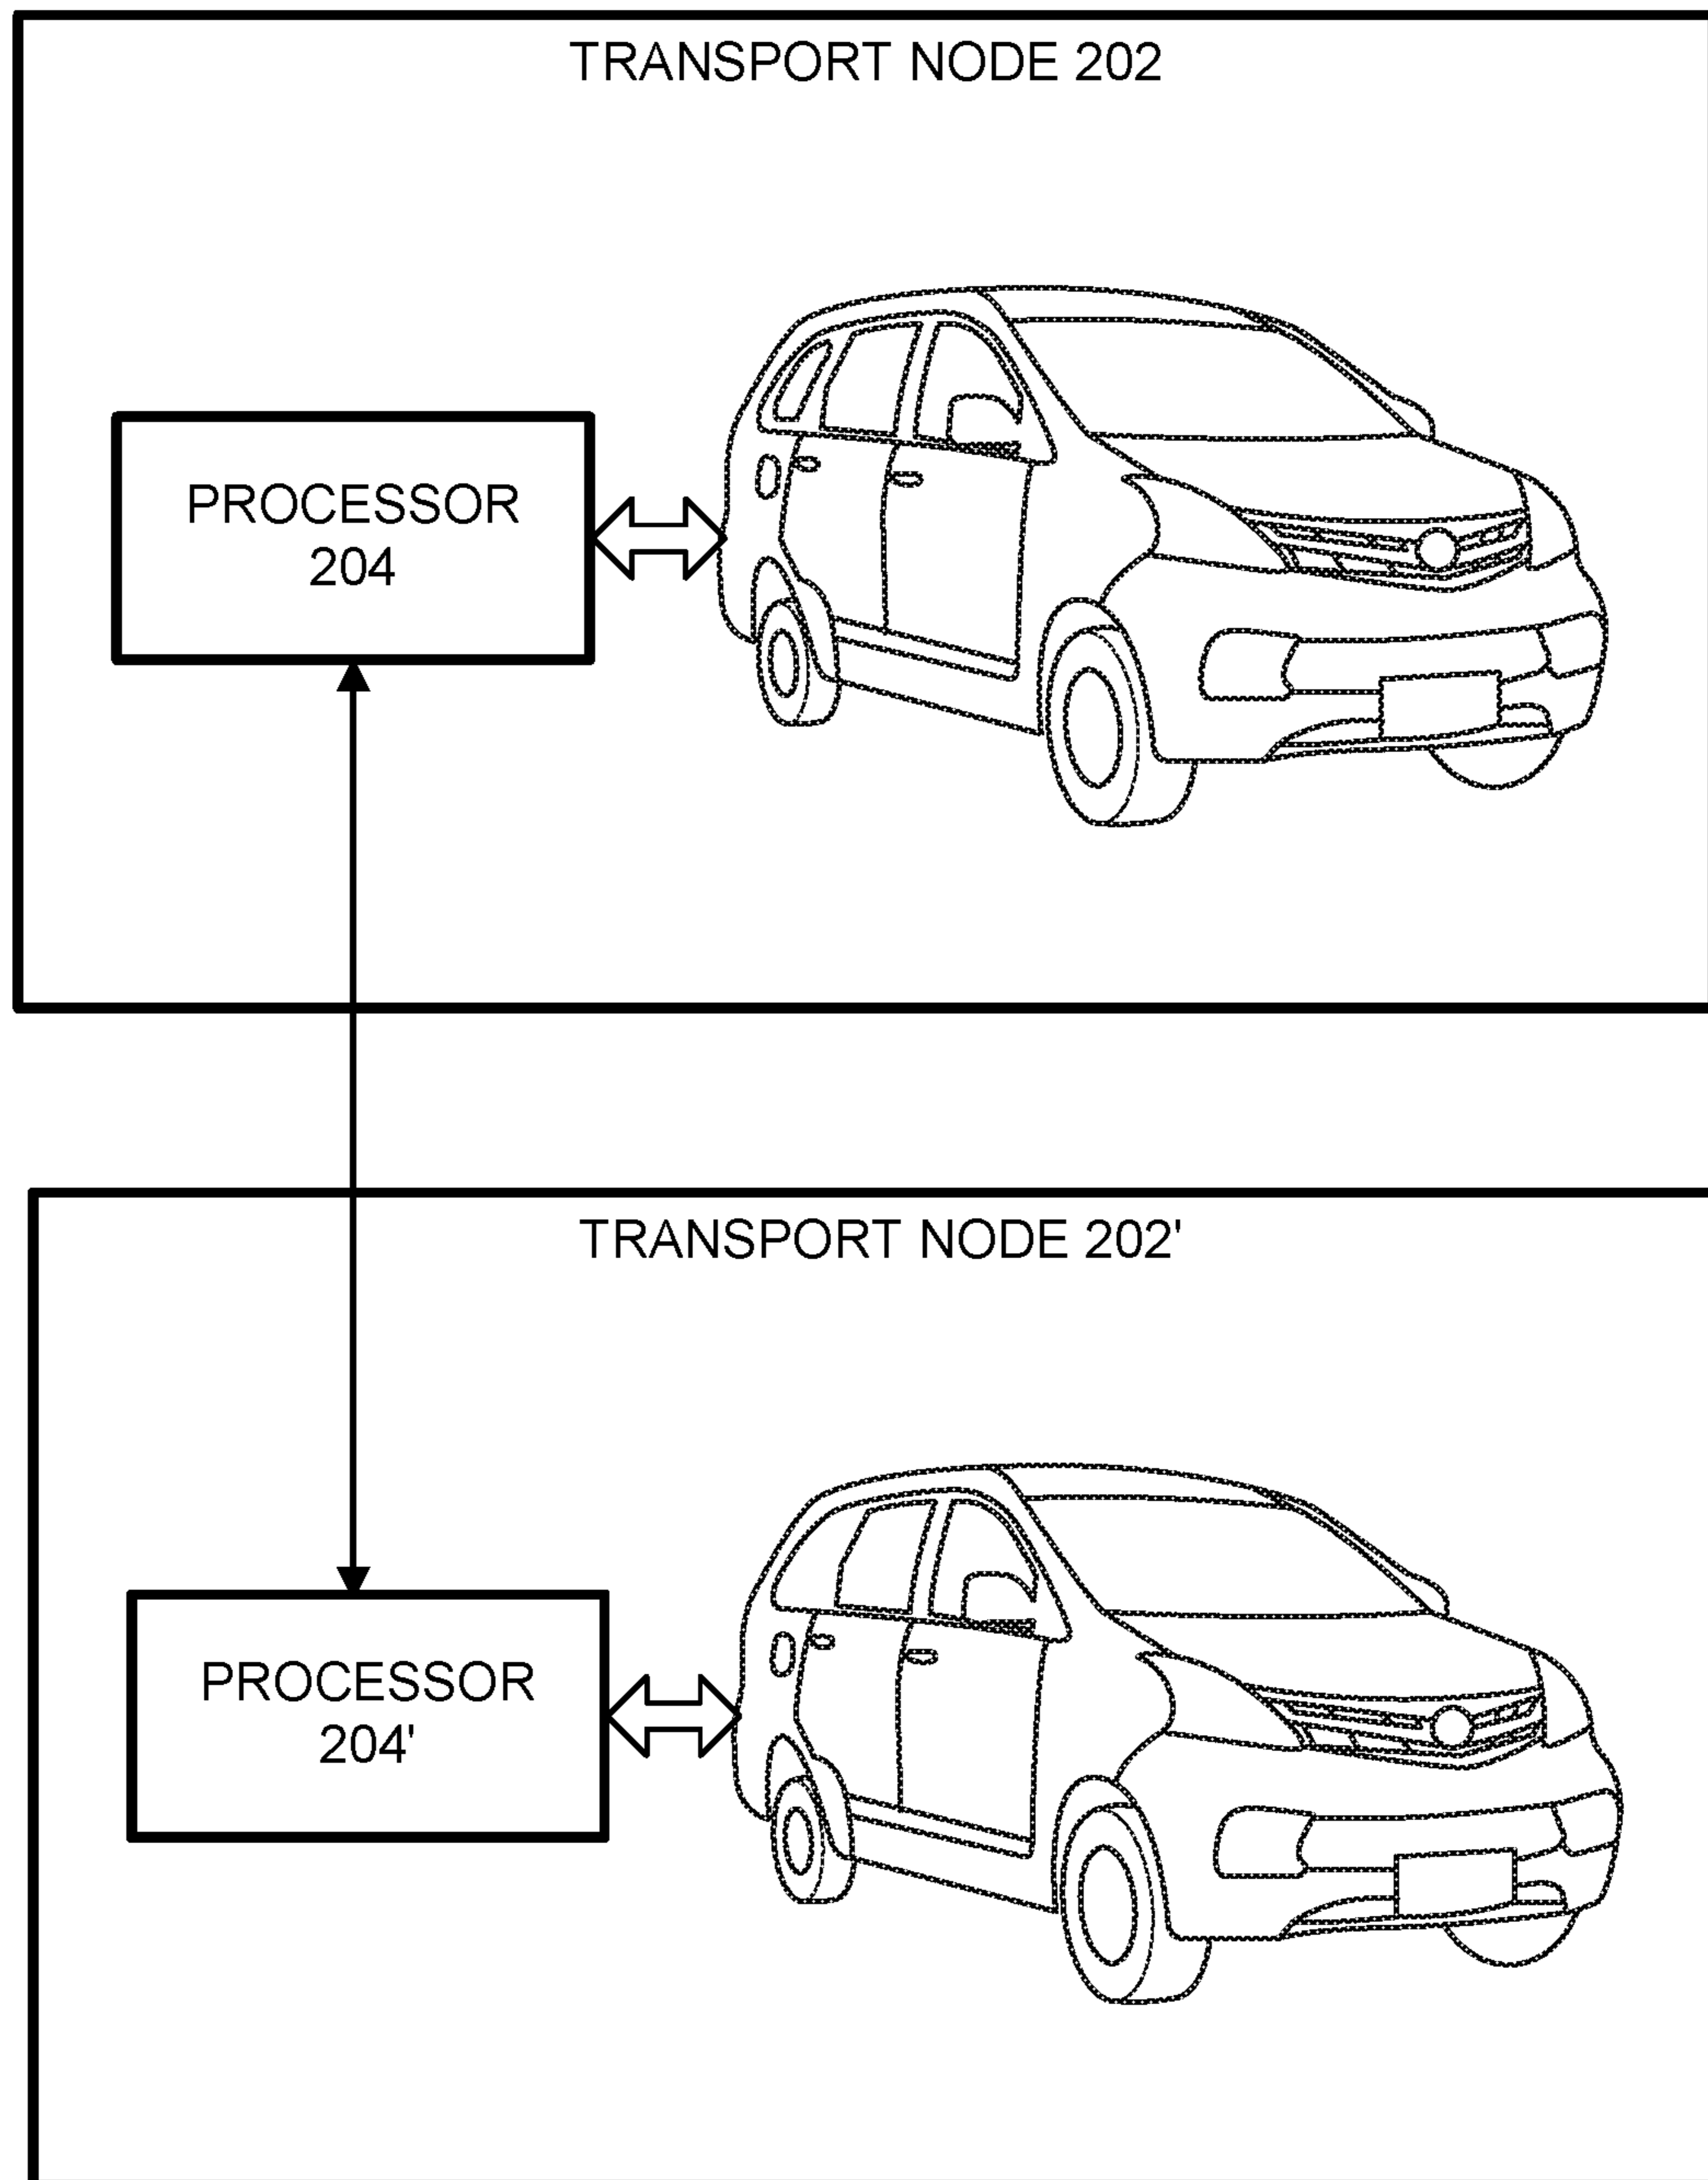 TRANSPORT NODE 202
PROCESSOR
204
TRANSPORT NODE 202'
PROCESSOR
204'